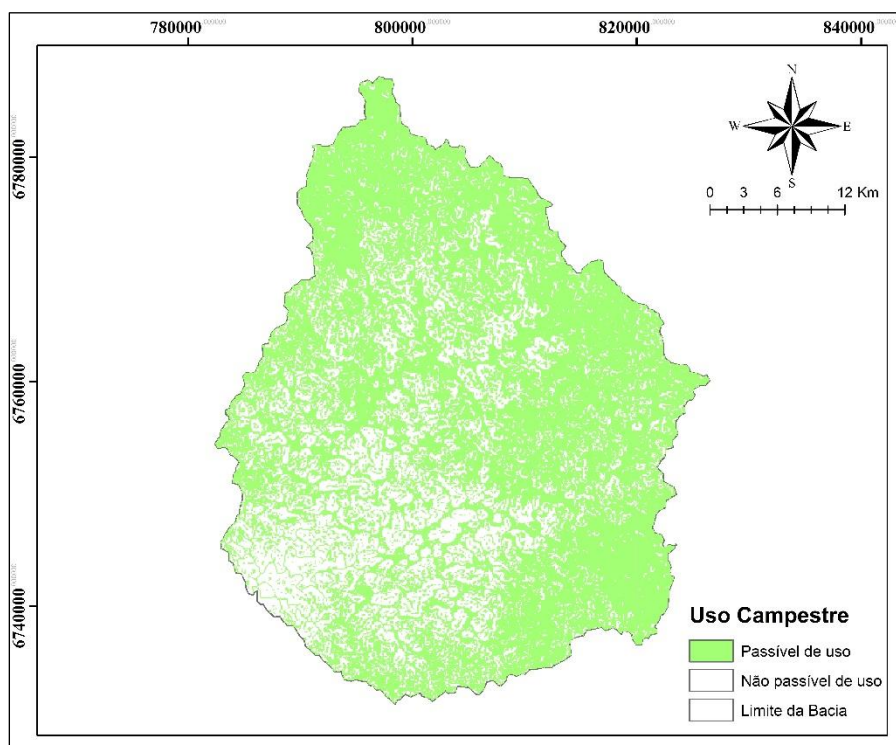 780000 800000 820000 840000
N
W E
S
6780000
0 3 6 12 Km
6760000
6740000
Uso Campestre
Passível de uso
Não passível de uso
Limite da Bacia